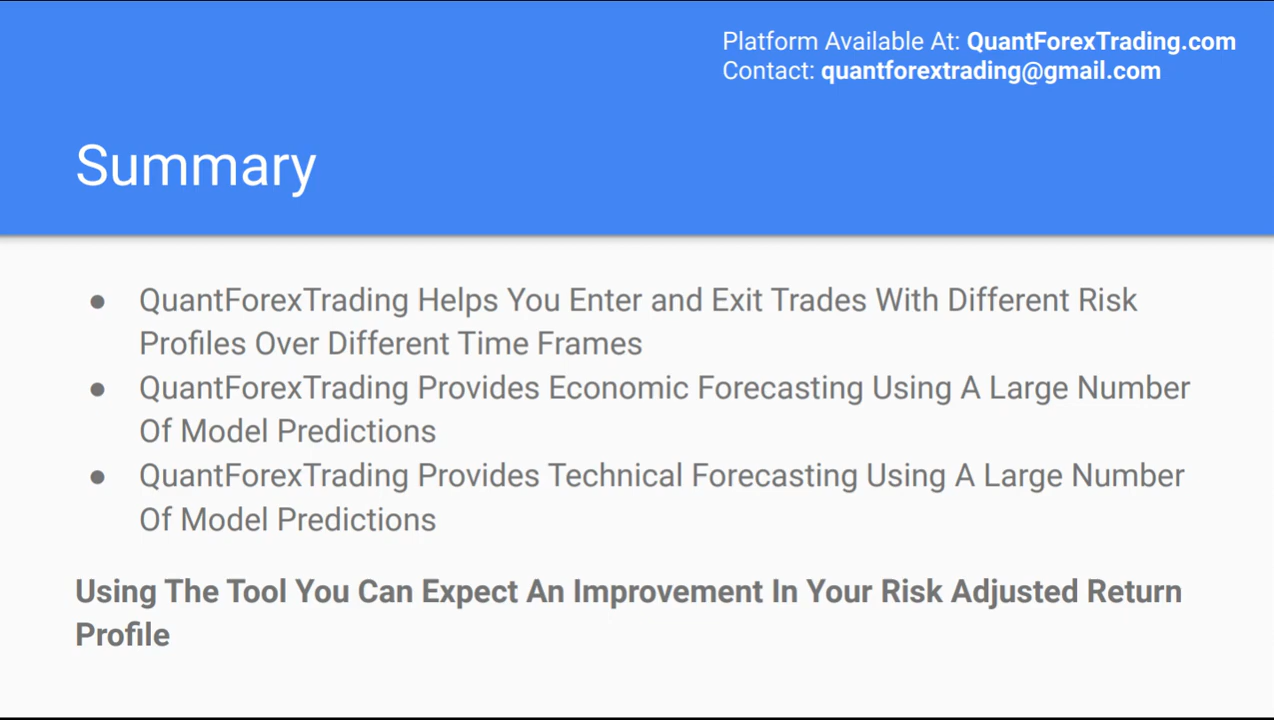 Platform Available At: QuantForexTrading.com
Contact: quantforextrading@gmail.com
Summary
● QuantForexTrading Helps You Enter and Exit Trades With Different Risk
Profiles Over Different Time Frames
● QuantForexTrading Provides Economic Forecasting Using A Large Number
Of Model Predictions
● QuantForexTrading Provides Technical Forecasting Using A Large Number
Of Model Predictions
Using The Tool You Can Expect An Improvement In Your Risk Adjusted Return
Profile